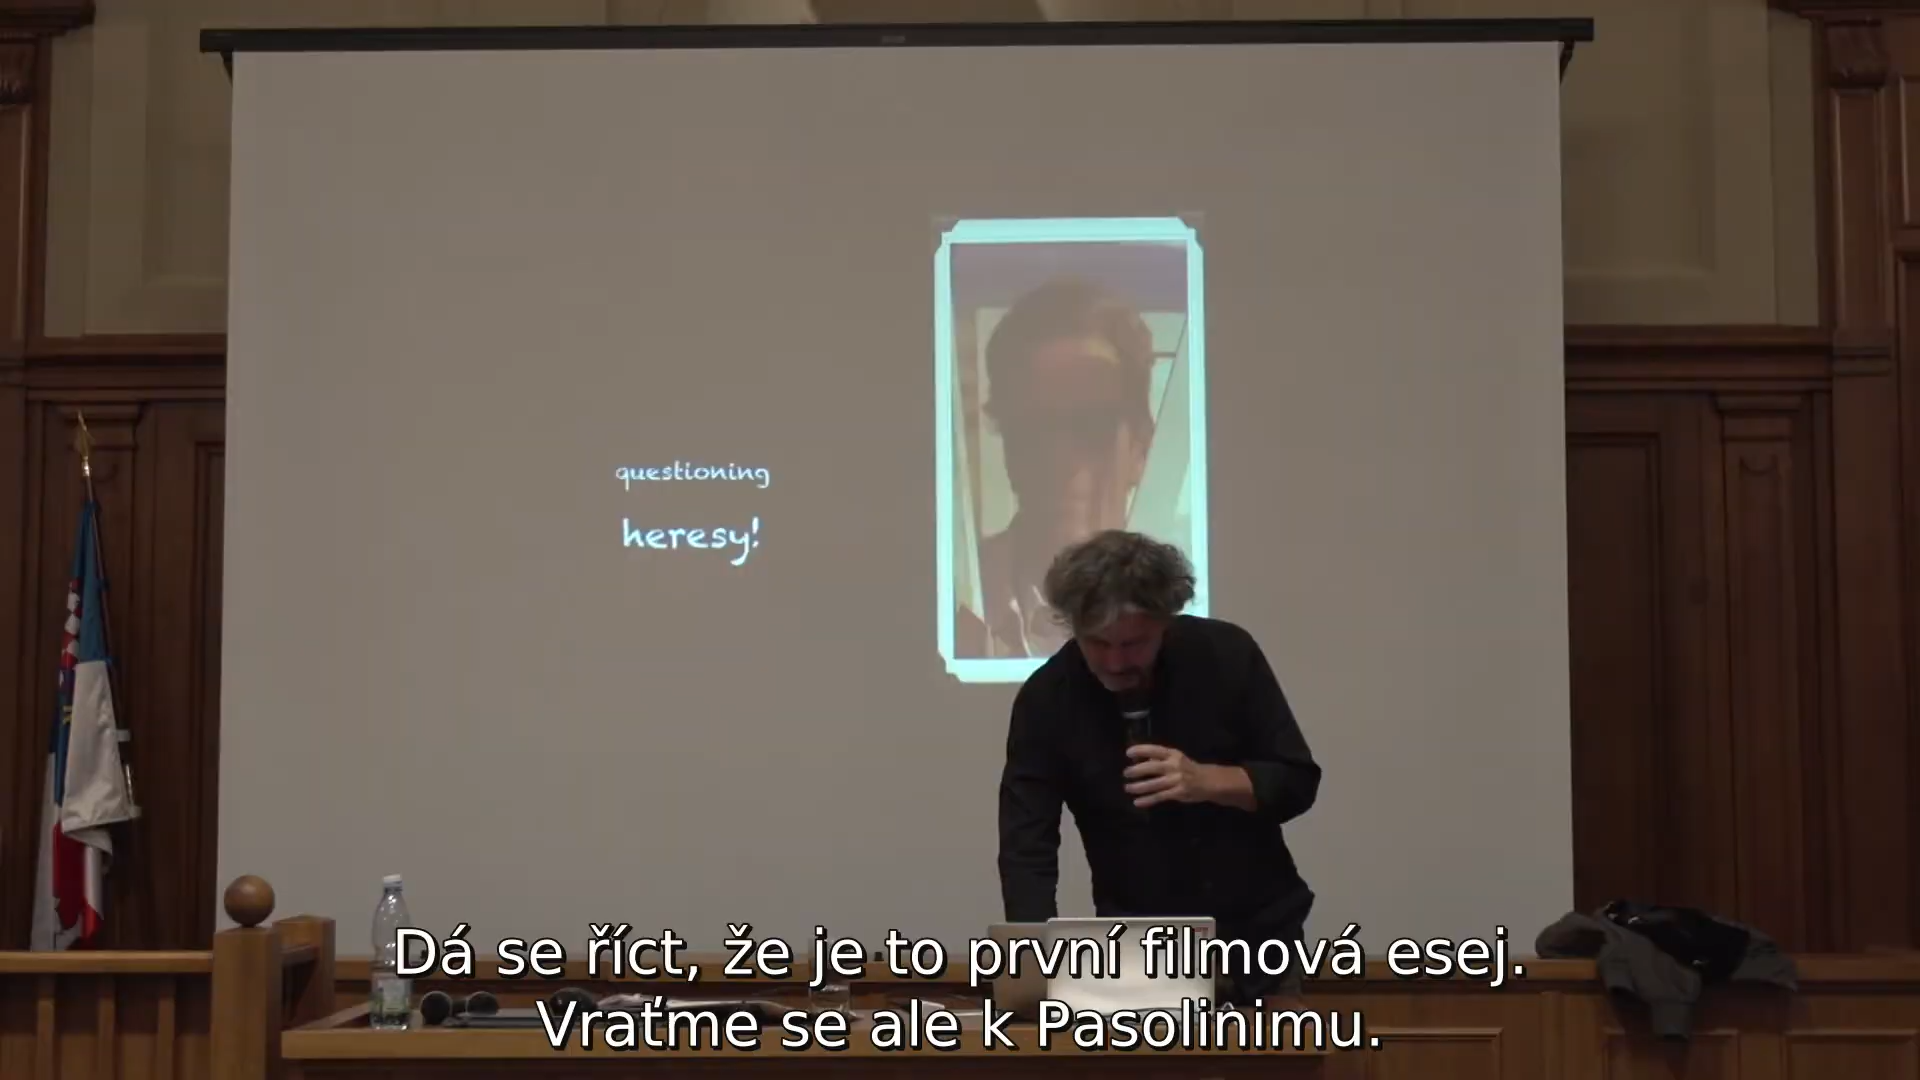 questioning
heresy!
Dá se říct, že je to první filmová esej.
Vraťme se ale k Pasolinimu.